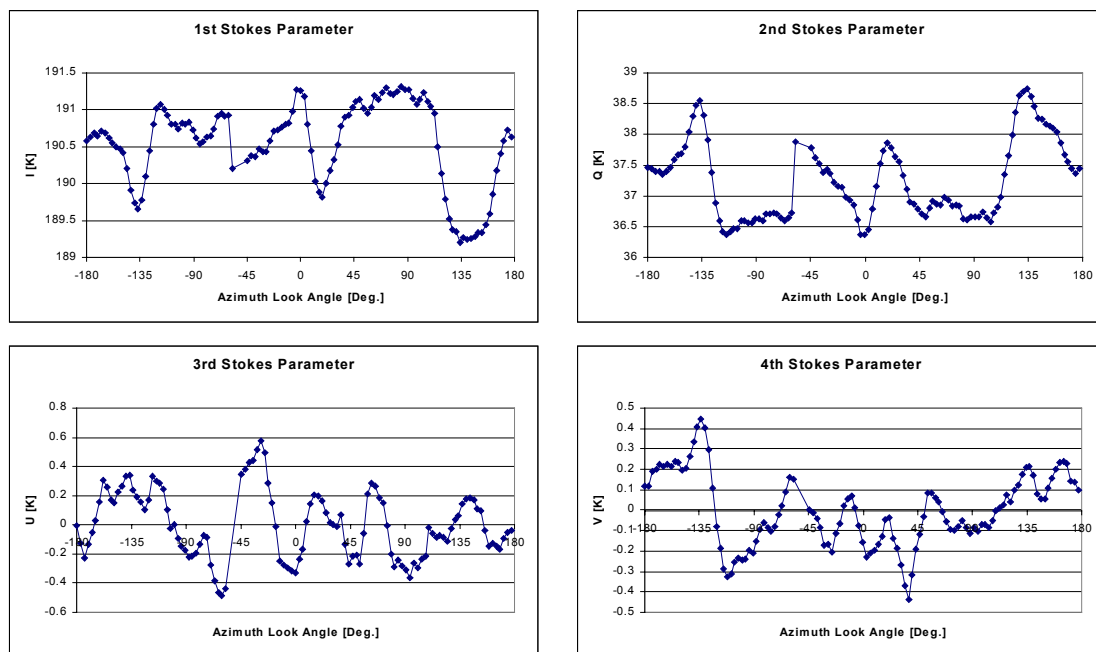 1st Stokes Parameter
I [K]
191.5
191
190.5
190
189.5
189
-180 -135 -90 -45 0 45 90 135 180
Azimuth Look Angle [Deg.]
2nd Stokes Parameter
Q [K]
39
38.5
38
37.5
37
36.5
36
-180 -135 -90 -45 0 45 90 135 180
Azimuth Look Angle [Deg.]
3rd Stokes Parameter
U [K]
0.8
0.6
0.4
0.2
0
-0.2
-0.4
-0.6
-180 -135 -90 -45 0 45 90 135 180
Azimuth Look Angle [Deg.]
4th Stokes Parameter
V [K]
0.5
0.4
0.3
0.2
0.1
0
-0.1
-0.2
-0.3
-0.4
-0.5
-180 -135 -90 -45 0 45 90 135 180
Azimuth Look Angle [Deg.]